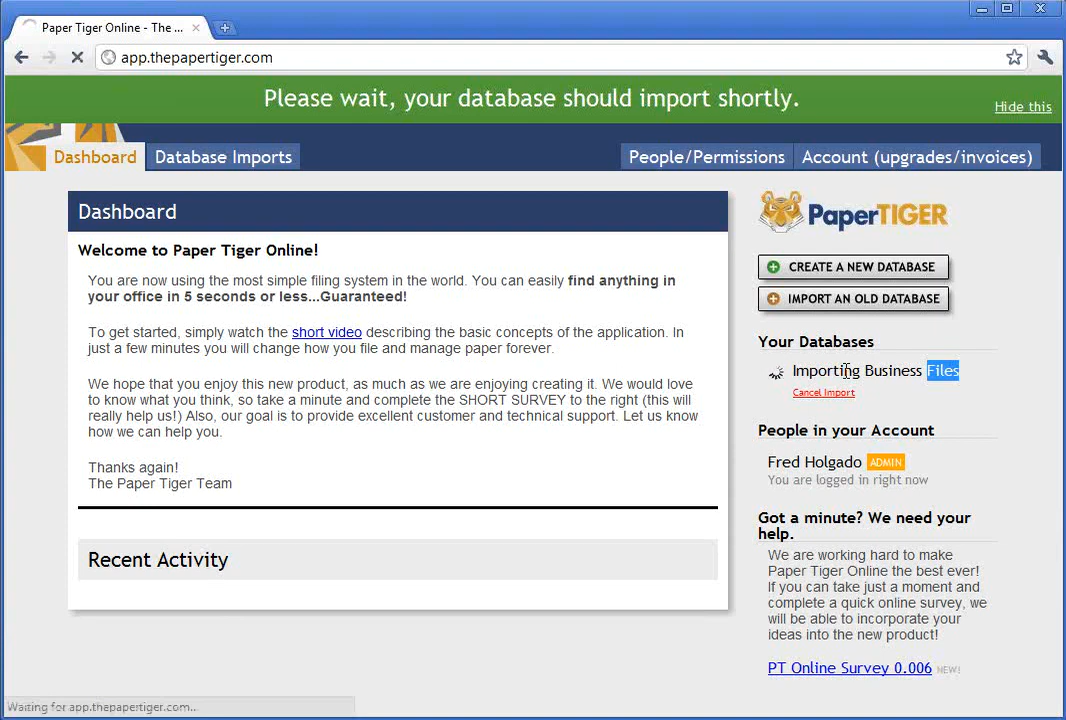 Paper Tiger Online - The ...
app.thepapertiger.com
Please wait, your database should import shortly.
Hide this
Dashboard
Database Imports
People/Permissions
Account (upgrades/invoices)
Dashboard
Welcome to Paper Tiger Online!
You are now using the most simple filing system in the world. You can easily find anything in
your office in 5 seconds or less...Guaranteed!
To get started, simply watch the short video describing the basic concepts of the application. In
just a few minutes you will change how you file and manage paper forever.
We hope that you enjoy this new product, as much as we are enjoying creating it. We would love
to know what you think, so take a minute and complete the SHORT SURVEY to the right (this will
really help us!) Also, our goal is to provide excellent customer and technical support. Let us know
how we can help you.
Thanks again!
The Paper Tiger Team
Recent Activity
PaperTIGER
CREATE A NEW DATABASE
IMPORT AN OLD DATABASE
Your Databases
Importing Business Files
Cancel Import
People in your Account
Fred Holgado ADMIN
You are logged in right now
Got a minute? We need your
help.
We are working hard to make
Paper Tiger Online the best ever!
If you can take just a moment and
complete a quick online survey, we
will be able to incorporate your
ideas into the new product!
PT Online Survey 0.006 NEW!
Waiting for app.thepapertiger.com...